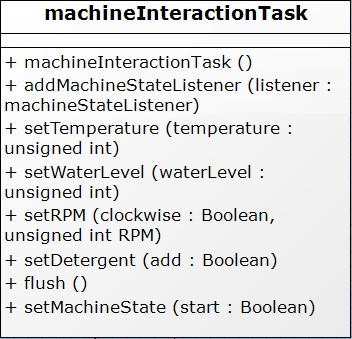 machineInteractionTask
+ machineInteractionTask ()
+ addMachineStateListener (listener :
machineStateListener)
+ setTemperature (temperature :
unsigned int)
+ setWaterLevel (waterLevel :
unsigned int)
+ setRPM (clockwise : Boolean,
unsigned int RPM)
+ setDetergent (add : Boolean)
+ flush ()
+ setMachineState (start : Boolean)